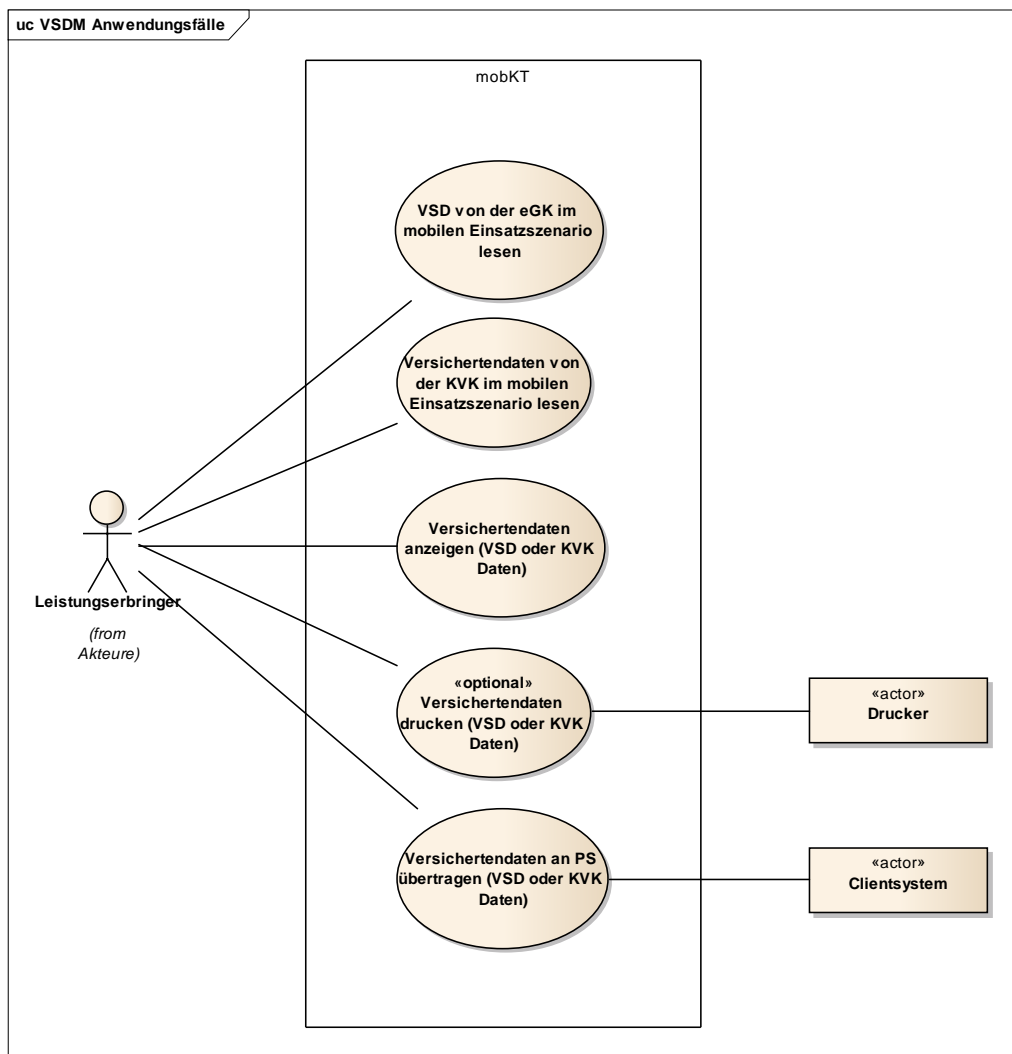 uc VSDM Anwendungsfälle
mobKT
VSD von der eGK im
mobilen Einsatzszenario
lesen
Versichertendaten von
der KVK im mobilen
Einsatzszenario lesen
Versichertendaten
anzeigen (VSD oder KVK
Daten)
Leistungserbringer
(from
Akteure)
«optional»
Versichertendaten
drucken (VSD oder KVK
Daten)
«actor»
Drucker
Versichertendaten an PS
übertragen (VSD oder KVK
Daten)
«actor»
Clientsystem